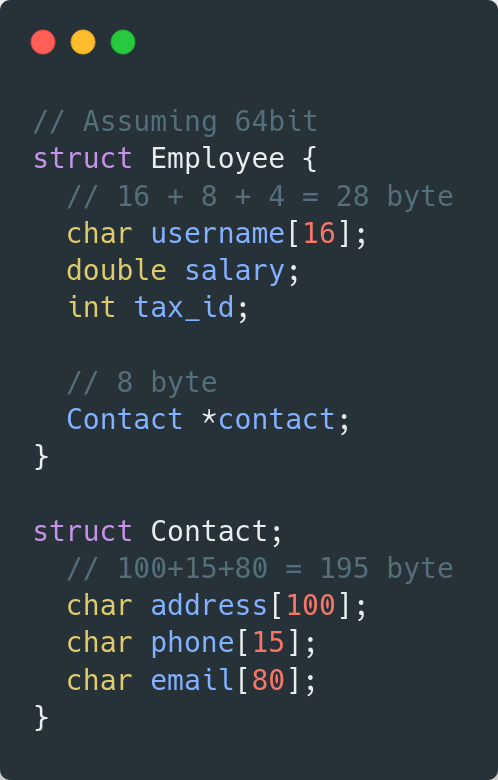 // Assuming 64bit
struct Employee {
  // 16 + 8 + 4 = 28 byte
  char username[16];
  double salary;
  int tax_id;

  // 8 byte
  Contact *contact;
}

struct Contact;
  // 100+15+80 = 195 byte
  char address[100];
  char phone[15];
  char email[80];
}